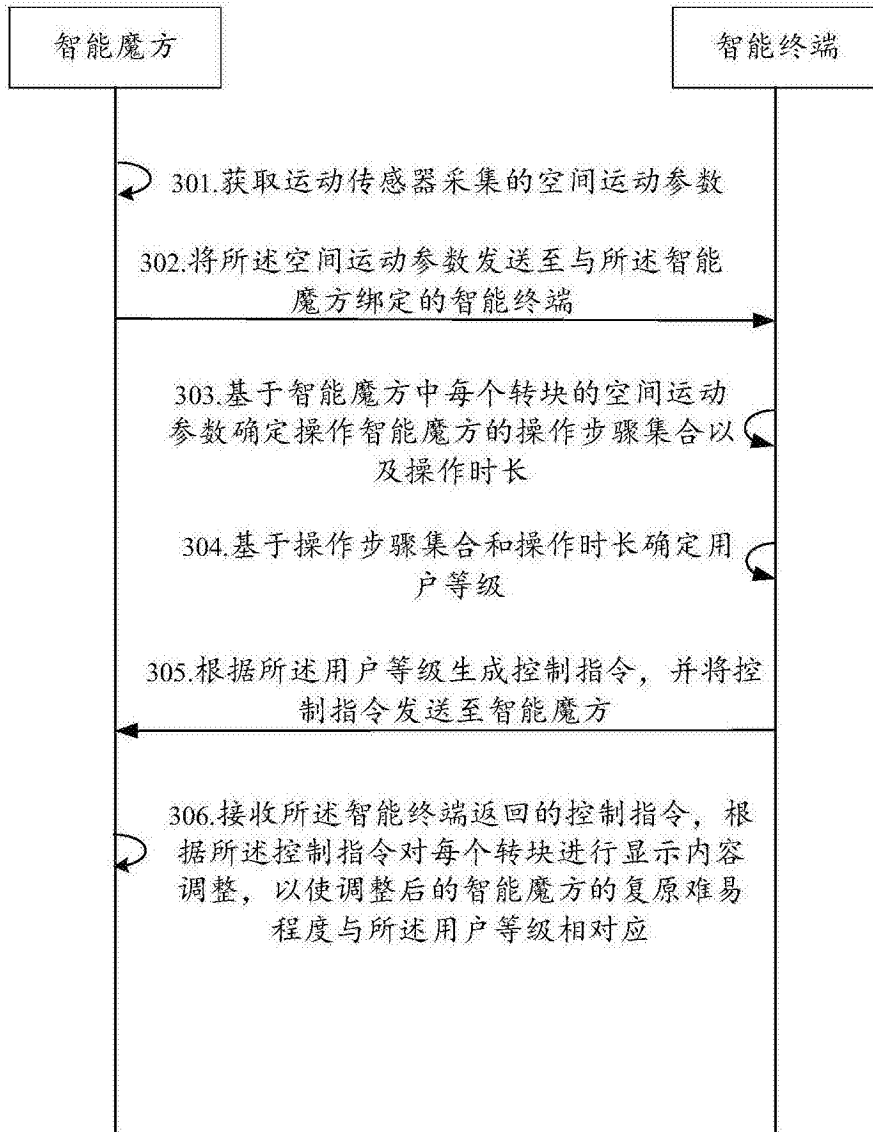 智能魔方
智能终端
301.获取运动传感器采集的空间运动参数
302.将所述空间运动参数发送至与所述智能
魔方绑定的智能终端
303.基于智能魔方中每个转块的空间运动
参数确定操作智能魔方的操作步骤集合以
及操作时长
304.基于操作步骤集合和操作时长确定用
户等级
305.根据所述用户等级生成控制指令，并将控
制指令发送至智能魔方
306.接收所述智能终端返回的控制指令，根
据所述控制指令对每个转块进行显示内容
调整，以使调整后的智能魔方的复原难易
程度与所述用户等级相对应